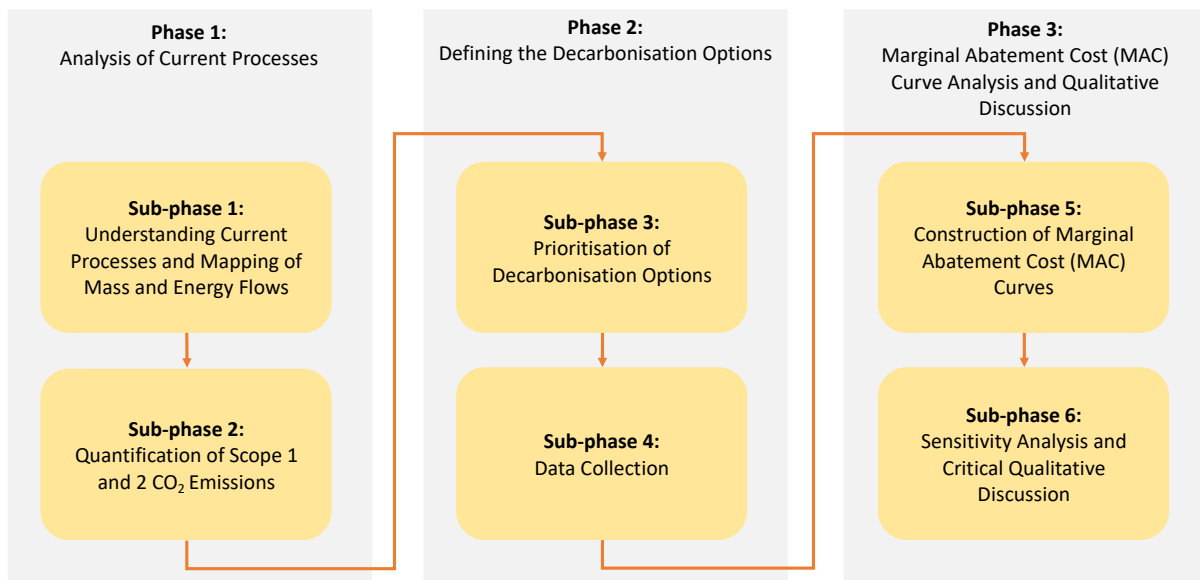 Phase 1:
Analysis of Current Processes
Sub-phase 1:
Understanding Current
Processes and Mapping of
Mass and Energy Flows
Sub-phase 2:
Quantification of Scope 1
and 2 CO₂ Emissions
Phase 2:
Defining the Decarbonisation Options
Sub-phase 3:
Prioritisation of
Decarbonisation Options
Sub-phase 4:
Data Collection
Phase 3:
Marginal Abatement Cost (MAC)
Curve Analysis and Qualitative
Discussion
Sub-phase 5:
Construction of Marginal
Abatement Cost (MAC)
Curves
Sub-phase 6:
Sensitivity Analysis and
Critical Qualitative
Discussion